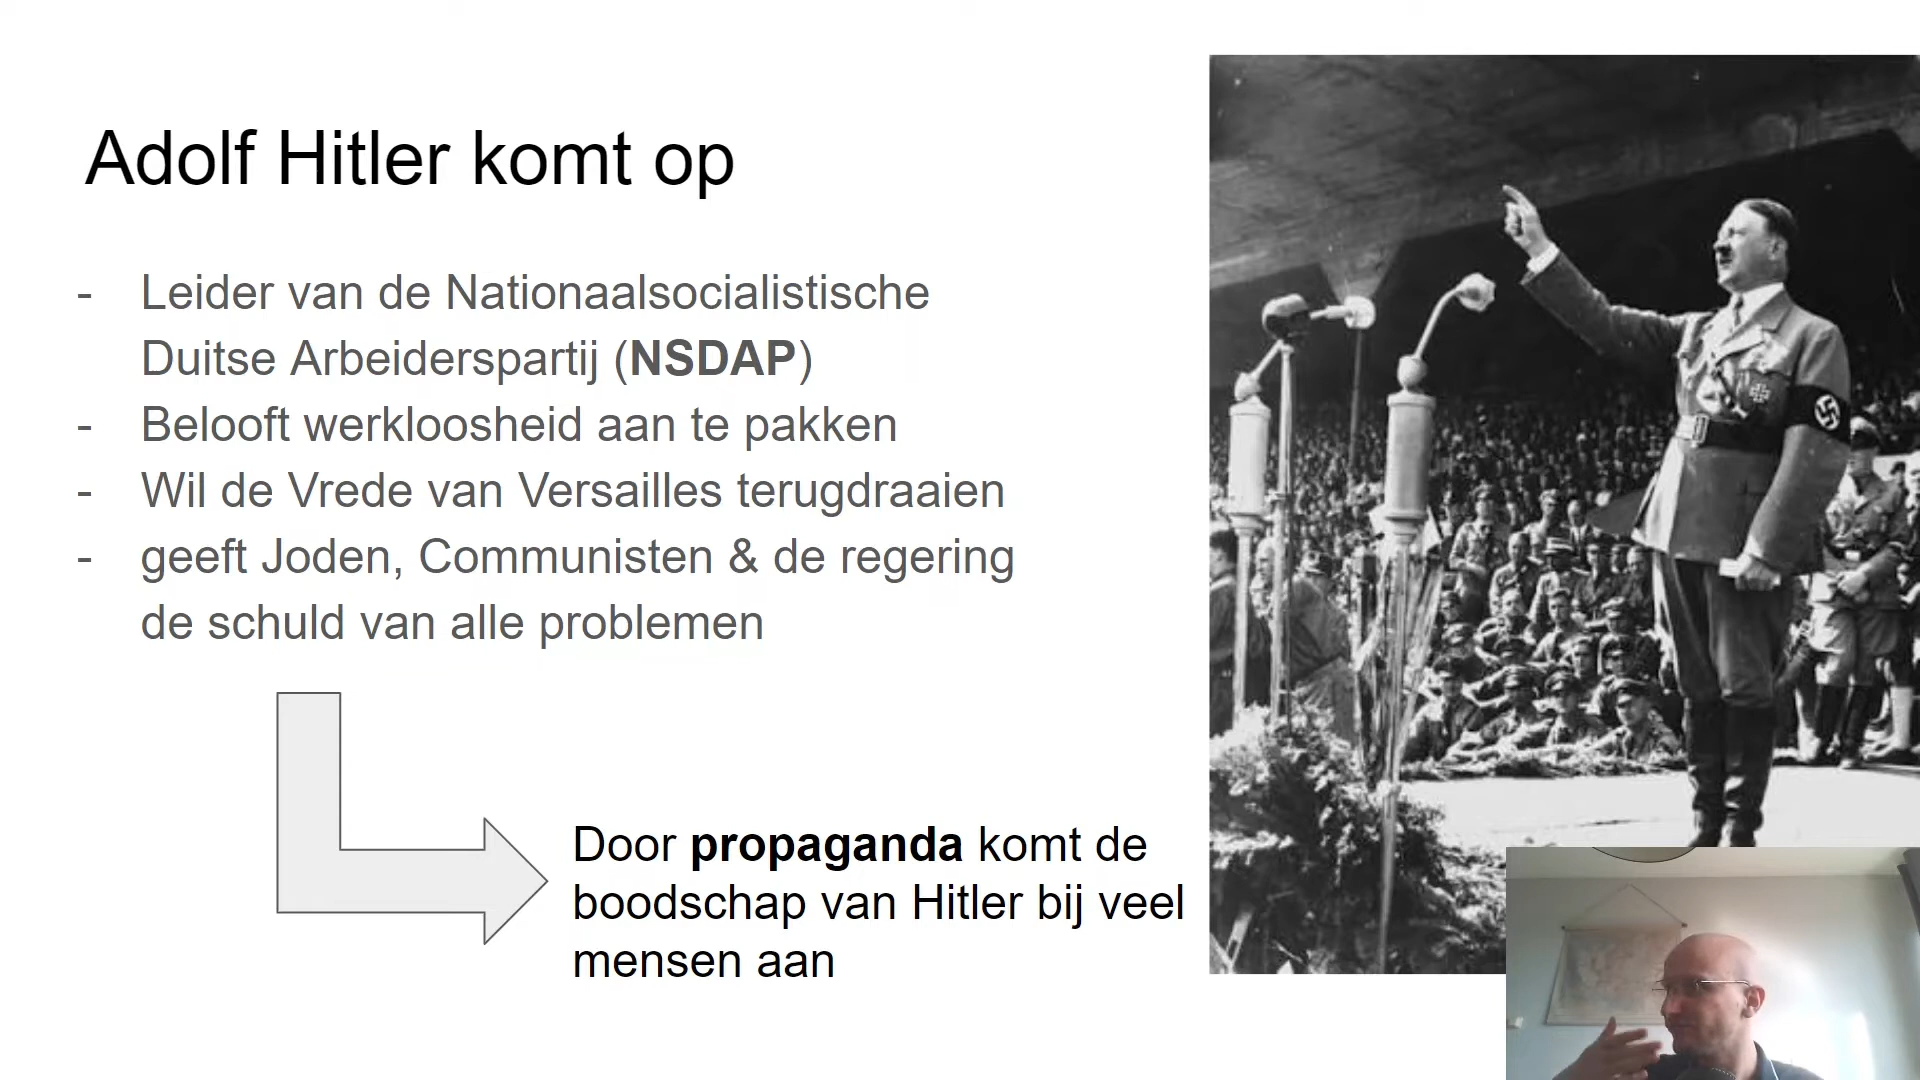 Adolf Hitler komt op
- Leider van de Nationaalsocialistische
Duitse Arbeiderspartij (NSDAP)
- Belooft werkloosheid aan te pakken
- Wil de Vrede van Versailles terugdraaien
- geeft Joden, Communisten & de regering
de schuld van alle problemen
Door propaganda komt de
boodschap van Hitler bij veel
mensen aan